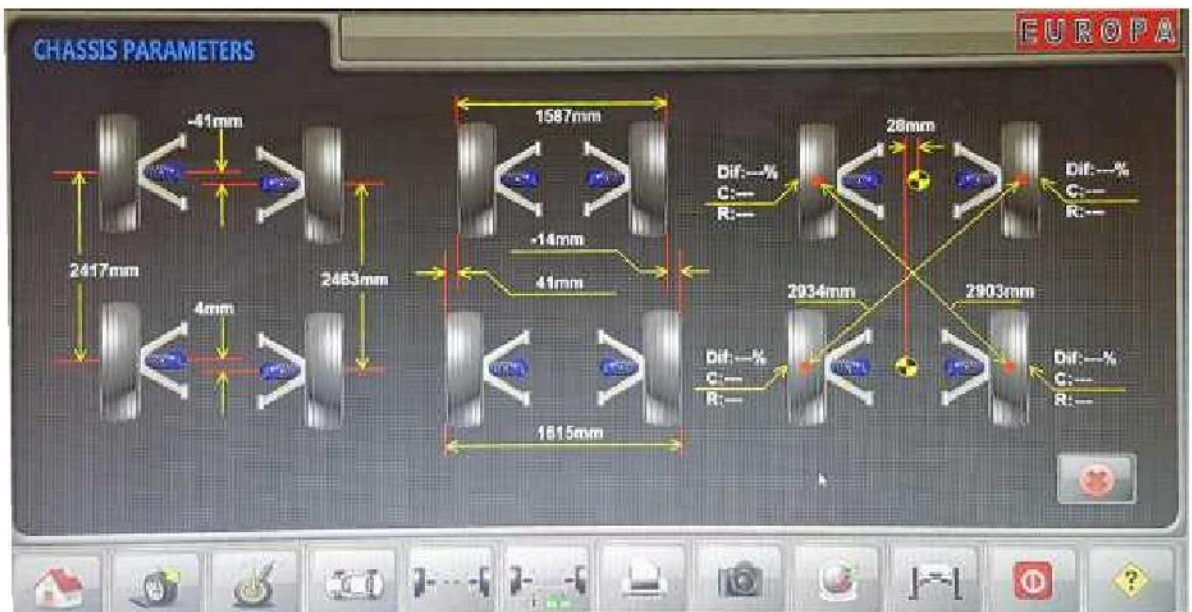 CHASSIS PARAMETERS
EUROPA
-41mm
2417mm
2463mm
4mm
1587mm
-14mm
41mm
1615mm
28mm
Dif:---%
C:---
R:---
Dif:---%
C:---
R:---
2934mm
2903mm
Dif:---%
C:---
R:---
Dif:---%
C:---
R:---
?